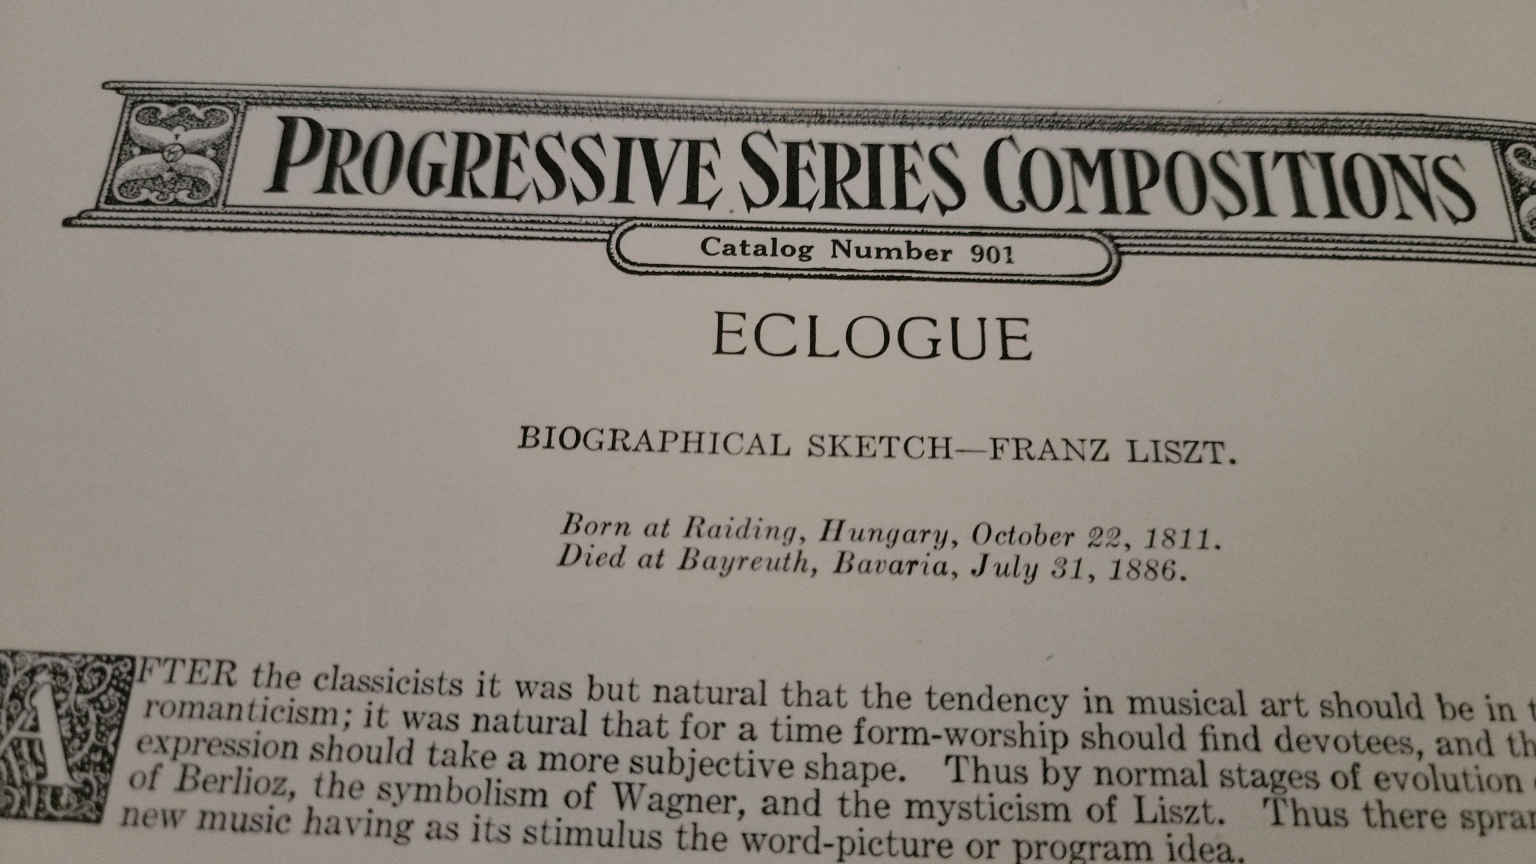 PROGRESSIVE SERIES COMPOSITIONS
Catalog Number 901
ECLOGUE
BIOGRAPHICAL SKETCH—FRANZ LISZT.
Born at Raiding, Hungary, October 22, 1811.
Died at Bayreuth, Bavaria, July 31, 1886.
AFTER the classicists it was but natural that the tendency in musical art should be in
romanticism; it was natural that for a time form-worship should find devotees, and
expression should take a more subjective shape. Thus by normal stages of evolution
of Berlioz, the symbolism of Wagner, and the mysticism of Liszt. Thus there
new music having as its stimulus the word-picture or program idea.